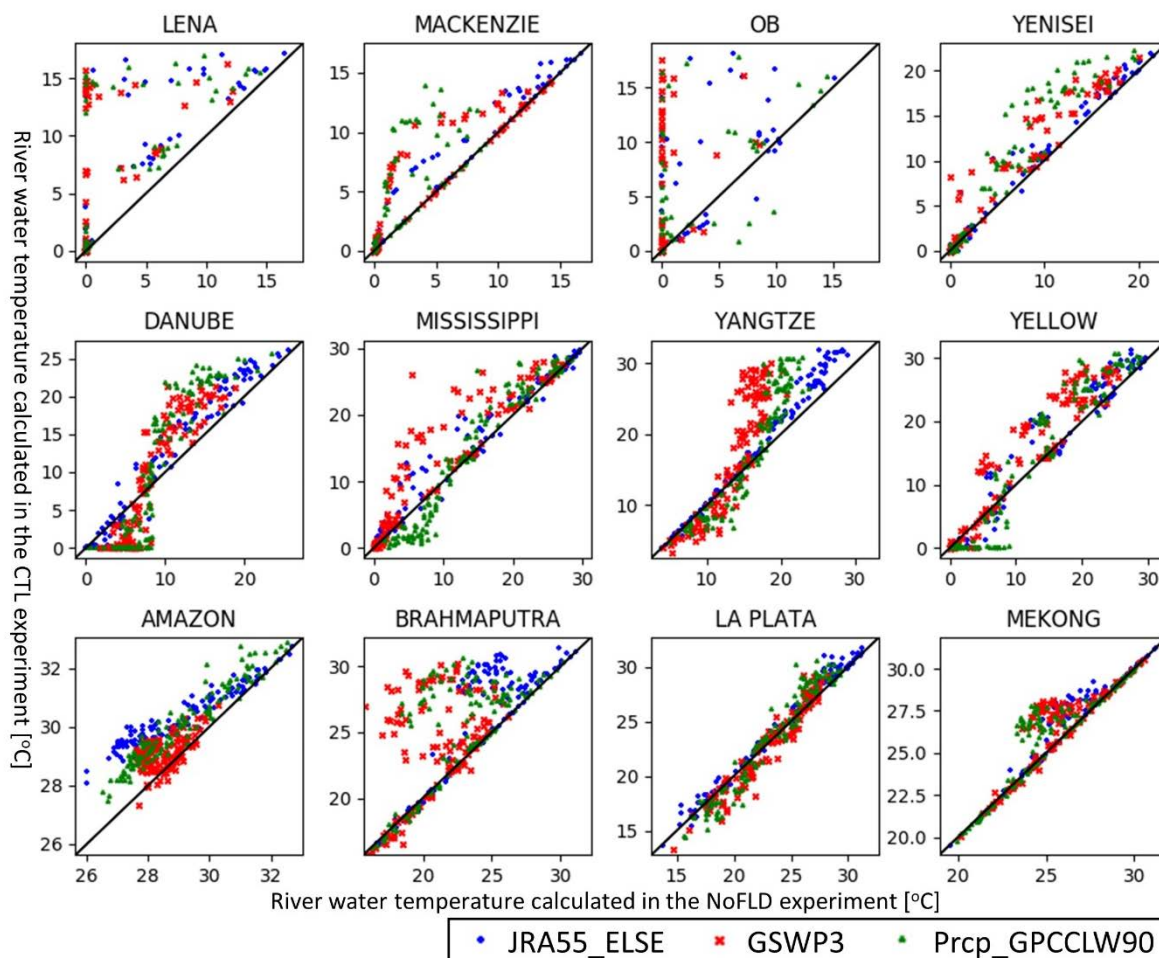 LENA MACKENZIE OB YENISEI
15 10 5 0
15 10 5 0
15 10 5 0
20 15 10 5 0
0 5 10 15
0 5 10 15
0 5 10 15
0 10 20
DANUBE MISSISSIPPI YANGTZE YELLOW
25 20 15 10 5 0
30 20 10 0
30 20 10
30 20 10 0
0 10 20
0 10 20 30
10 20 30
0 10 20 30
AMAZON BRAHMAPUTRA LA PLATA MEKONG
32 30 28 26
30 25 20
30 25 20 15
30.0 27.5 25.0 22.5 20.0
26 28 30 32
20 25 30
15 20 25 30
20 25 30
River water temperature calculated in the CTL experiment [°C]
River water temperature calculated in the NoFLD experiment [°C]
JRA55_ELSE GSWP3 Prcp_GPCCLW90